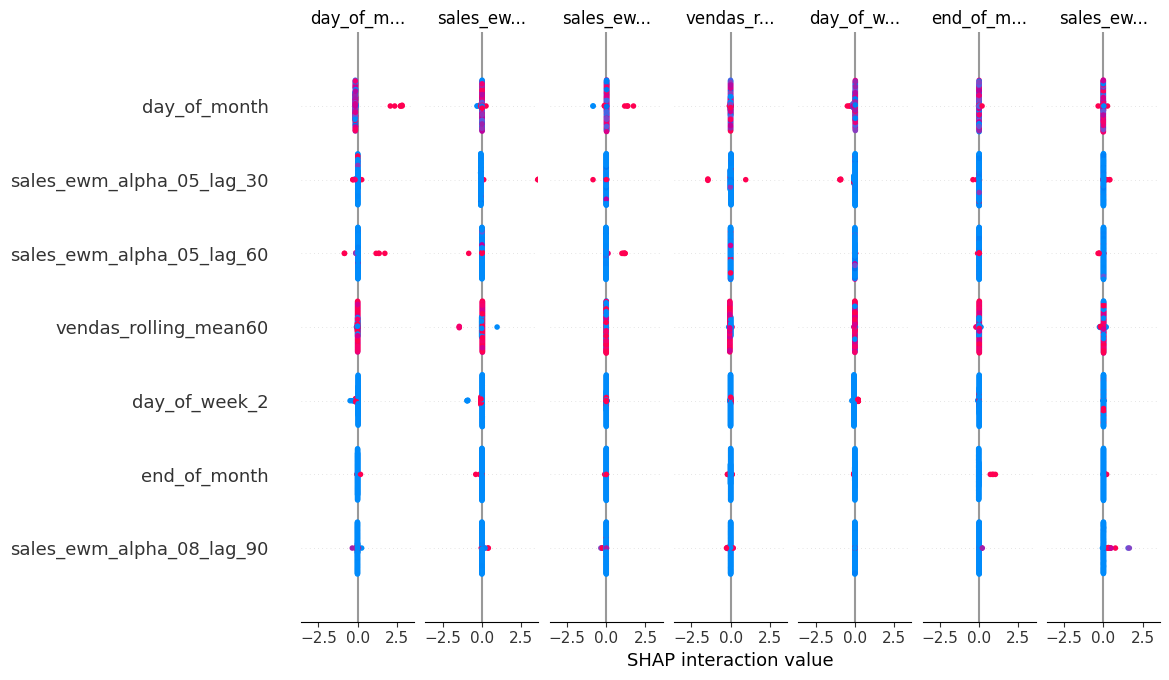 day_of_m... sales_ew... sales_ew... vendas_r... day_of_w... end_of_m... sales_ew...
day_of_month
sales_ewm_alpha_05_lag_30
sales_ewm_alpha_05_lag_60
vendas_rolling_mean60
day_of_week_2
end_of_month
sales_ewm_alpha_08_lag_90
−2.5 0.0 2.5 −2.5 0.0 2.5 −2.5 0.0 2.5 −2.5 0.0 2.5 −2.5 0.0 2.5 −2.5 0.0 2.5 −2.5 0.0 2.5
SHAP interaction value